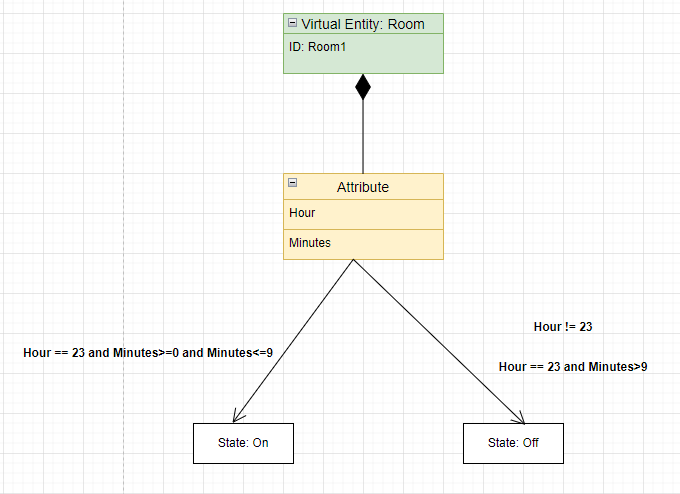 Virtual Entity: Room
ID: Room1
Attribute
Hour
Minutes
Hour != 23
Hour == 23 and Minutes>=0 and Minutes<=9
Hour == 23 and Minutes>9
State: On
State: Off